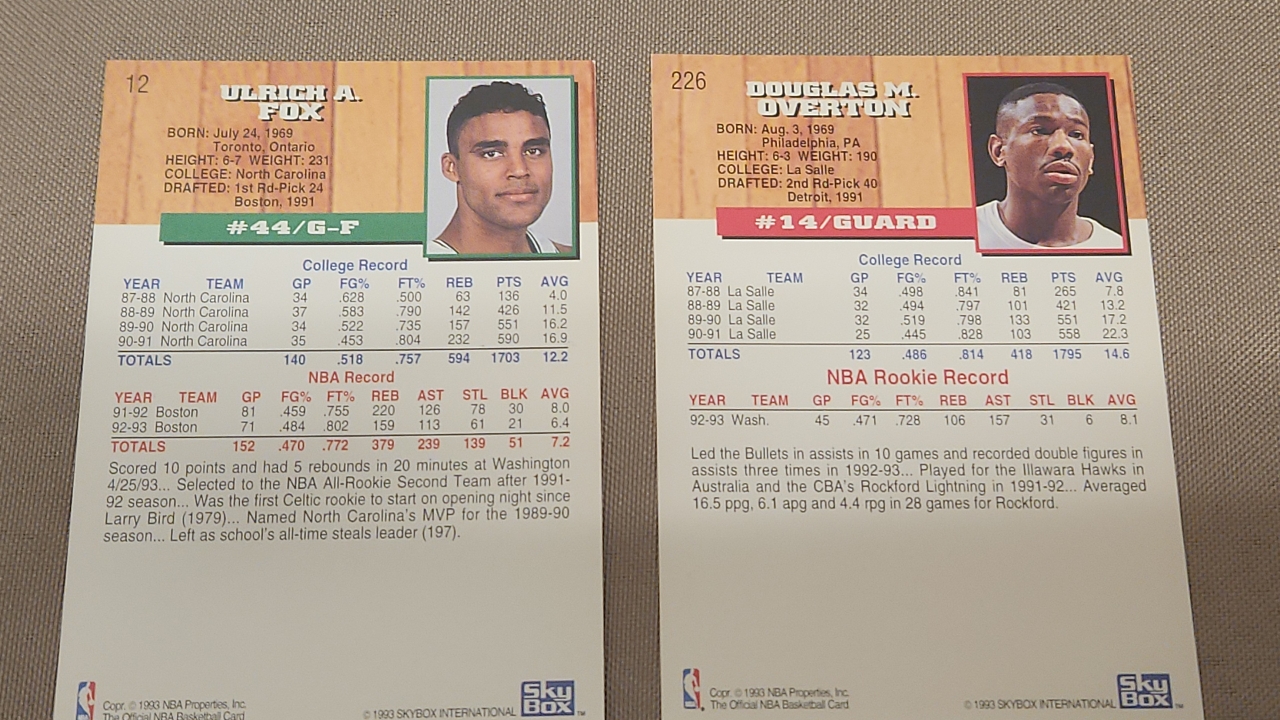 12
ULRICH A.
FOX
BORN: July 24, 1969
Toronto, Ontario
HEIGHT: 6-7 WEIGHT: 231
COLLEGE: North Carolina
DRAFTED: 1st Rd-Pick 24
Boston, 1991
#44/G-F
College Record
YEAR TEAM GP FG% FT% REB PTS AVG
87-88 North Carolina 34 .628 .500 63 136 4.0
88-89 North Carolina 37 .583 .790 142 426 11.5
89-90 North Carolina 34 .522 .735 157 551 16.2
90-91 North Carolina 35 .453 .804 232 590 16.9
TOTALS 140 .518 .757 594 1703 12.2
NBA Record
YEAR TEAM GP FG% FT% REB AST STL BLK AVG
91-92 Boston 81 .459 .755 220 126 78 30 8.0
92-93 Boston 71 .484 .802 159 113 61 21 6.4
TOTALS 152 .470 .772 379 239 139 51 7.2
Scored 10 points and had 5 rebounds in 20 minutes at Washington
4/25/93... Selected to the NBA All-Rookie Second Team after 1991-
92 season... Was the first Celtic rookie to start on opening night since
Larry Bird (1979)... Named North Carolina's MVP for the 1989-90
season... Left as school's all-time steals leader (197).
NBA
Copr. © 1993 NBA Properties, Inc.
The Official NBA Basketball Card
© 1993 SKYBOX INTERNATIONAL
Sky
Box™
226
DOUGLAS M.
OVERTON
BORN: Aug. 3, 1969
Philadelphia, PA
HEIGHT: 6-3 WEIGHT: 190
COLLEGE: La Salle
DRAFTED: 2nd Rd-Pick 40
Detroit, 1991
#14/GUARD
College Record
YEAR TEAM GP FG% FT% REB PTS AVG
87-88 La Salle 34 .498 .841 81 265 7.8
88-89 La Salle 32 .494 .797 101 421 13.2
89-90 La Salle 32 .519 .798 133 551 17.2
90-91 La Salle 25 .445 .828 103 558 22.3
TOTALS 123 .486 .814 418 1795 14.6
NBA Rookie Record
YEAR TEAM GP FG% FT% REB AST STL BLK AVG
92-93 Wash. 45 .471 .728 106 157 31 6 8.1
Led the Bullets in assists in 10 games and recorded double figures in
assists three times in 1992-93... Played for the Illawara Hawks in
Australia and the CBA's Rockford Lightning in 1991-92... Averaged
16.5 ppg, 6.1 apg and 4.4 rpg in 28 games for Rockford.
NBA
Copr. © 1993 NBA Properties, Inc.
The Official NBA Basketball Card
© 1993 SKYBOX INTERNATIONAL
Sky
Box™